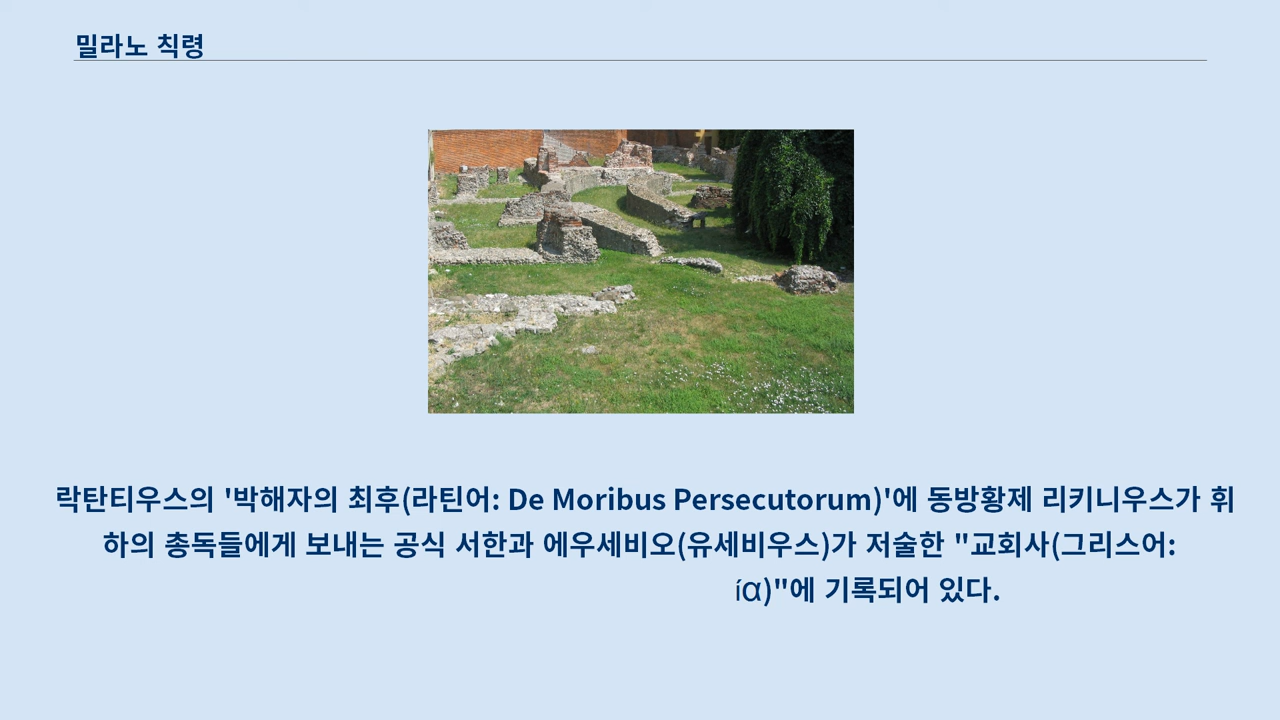 밀라노 칙령
락탄티우스의 '박해자의 최후(라틴어: De Moribus Persecutorum)'에 동방황제 리키니우스가 휘
하의 총독들에게 보내는 공식 서한과 에우세비오(유세비우스)가 저술한 "교회사(그리스어:
ία)"에 기록되어 있다.